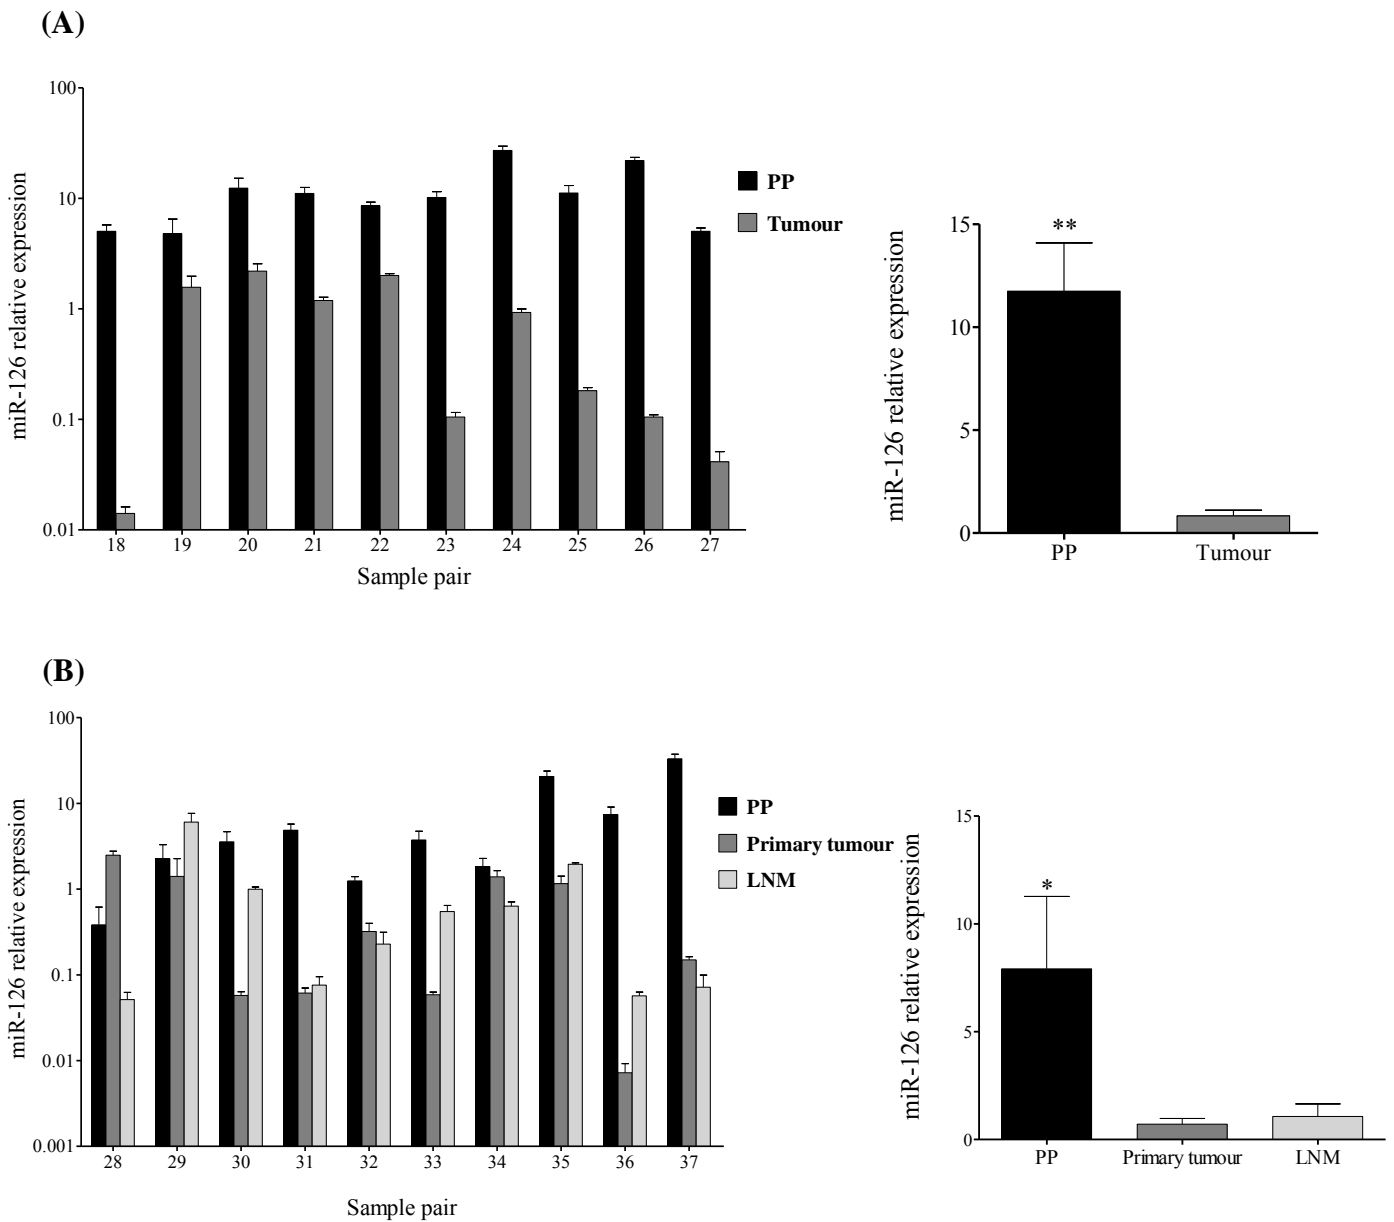 (A)
miR-126 relative expression
100
10
1
0.1
0.01
18 19 20 21 22 23 24 25 26 27
Sample pair
PP
Tumour
miR-126 relative expression
15
10
5
0
**
PP Tumour
(B)
miR-126 relative expression
100
10
1
0.1
0.01
0.001
28 29 30 31 32 33 34 35 36 37
Sample pair
PP
Primary tumour
LNM
miR-126 relative expression
15
10
5
0
*
PP Primary tumour LNM